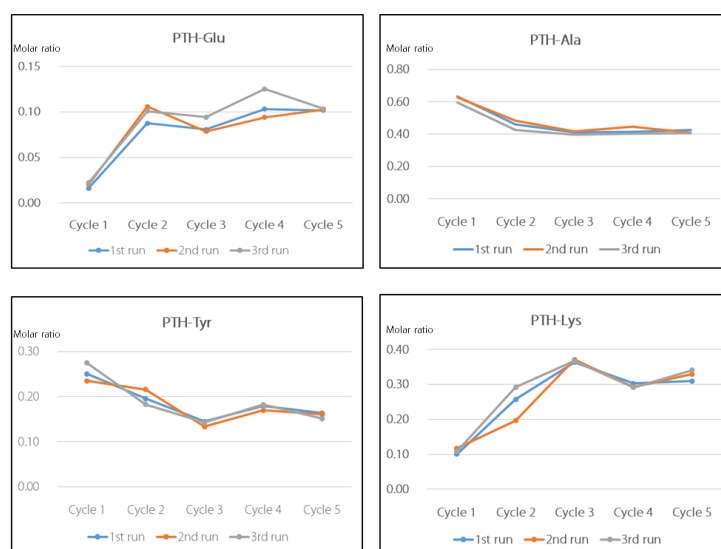 PTH-Glu
Molar ratio
0.15
0.10
0.05
0.00
Cycle 1 Cycle 2 Cycle 3 Cycle 4 Cycle 5
1st run 2nd run 3rd run
PTH-Ala
Molar ratio
0.80
0.60
0.40
0.20
0.00
Cycle 1 Cycle 2 Cycle 3 Cycle 4 Cycle 5
1st run 2nd run 3rd run
PTH-Tyr
Molar ratio
0.30
0.20
0.10
0.00
Cycle 1 Cycle 2 Cycle 3 Cycle 4 Cycle 5
1st run 2nd run 3rd run
PTH-Lys
Molar ratio
0.40
0.30
0.20
0.10
0.00
Cycle 1 Cycle 2 Cycle 3 Cycle 4 Cycle 5
1st run 2nd run 3rd run